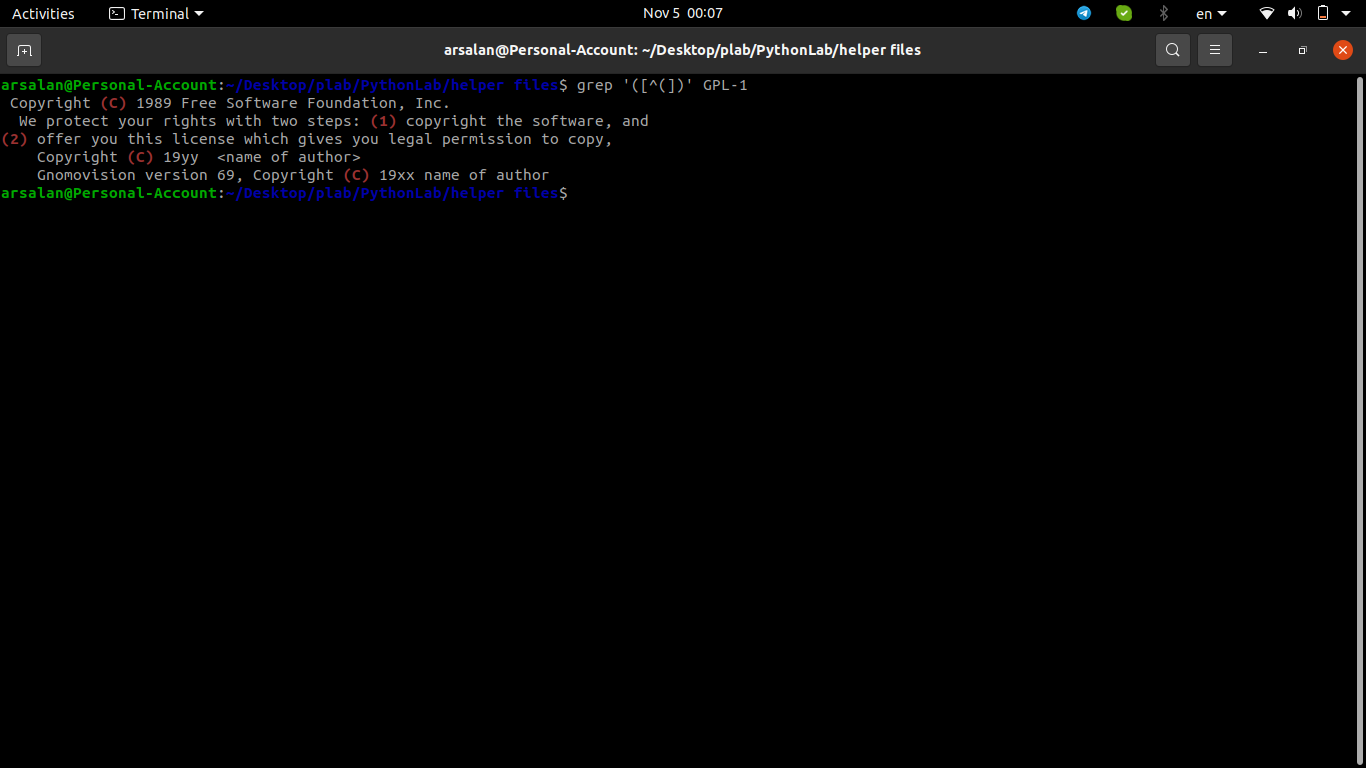 Activities Terminal Nov 5 00:07 en
arsalan@Personal-Account: ~/Desktop/plab/PythonLab/helper files
arsalan@Personal-Account:~/Desktop/plab/PythonLab/helper files$ grep '([^(])' GPL-1
 Copyright (C) 1989 Free Software Foundation, Inc.
  We protect your rights with two steps: (1) copyright the software, and
(2) offer you this license which gives you legal permission to copy,
    Copyright (C) 19yy  <name of author>
    Gnomovision version 69, Copyright (C) 19xx name of author
arsalan@Personal-Account:~/Desktop/plab/PythonLab/helper files$